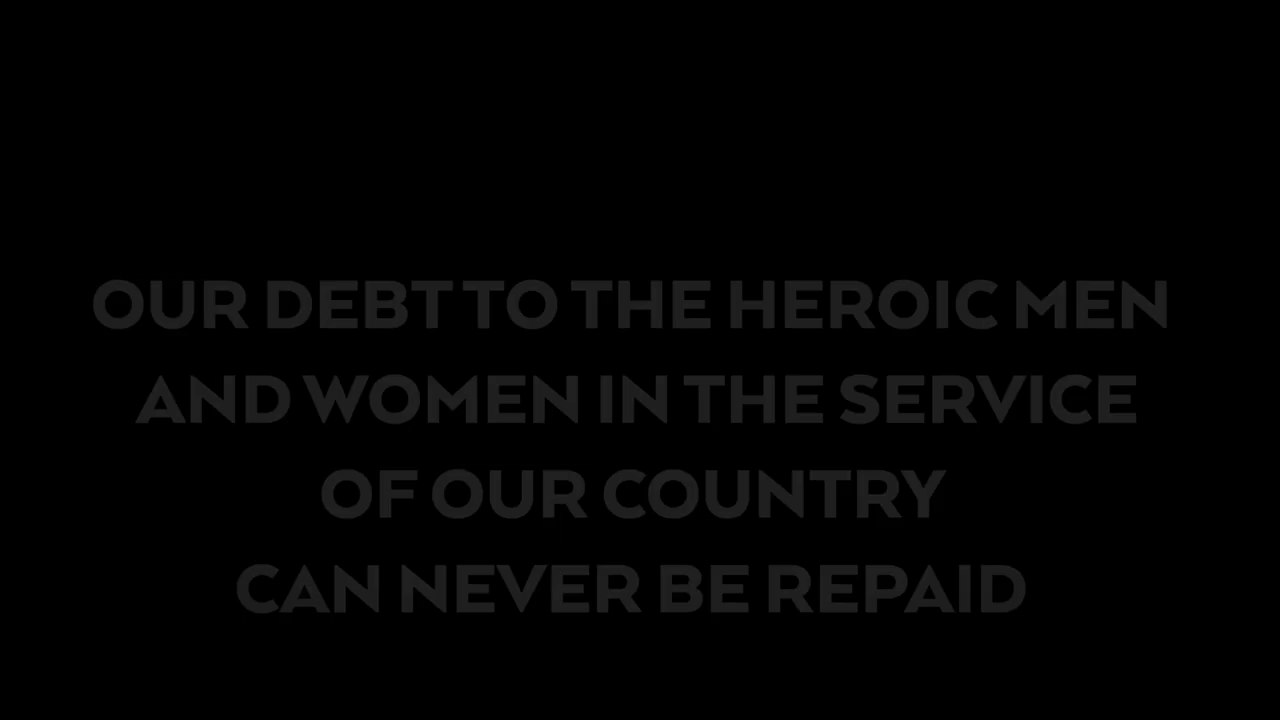 OUR DEBT TO THE HEROIC MEN
AND WOMEN IN THE SERVICE
OF OUR COUNTRY
CAN NEVER BE REPAID